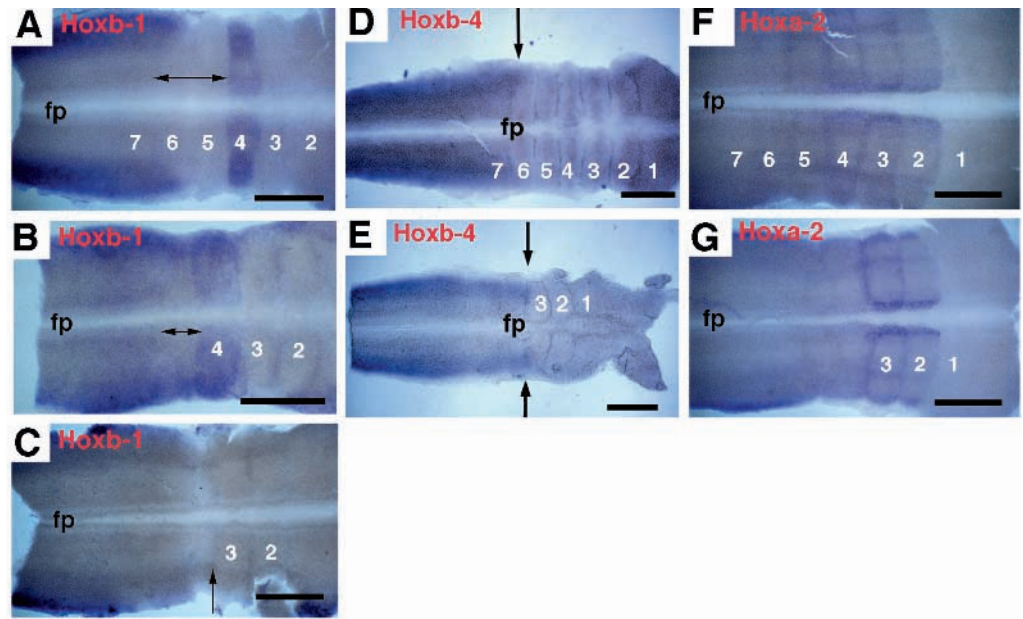 A Hoxb-1
fp
7 6 5 4 3 2
B Hoxb-1
fp
4 3 2
C Hoxb-1
fp
3 2
D Hoxb-4
fp
7 6 5 4 3 2 1
E Hoxb-4
3 2 1
fp
F Hoxa-2
fp
7 6 5 4 3 2 1
G Hoxa-2
fp
3 2 1